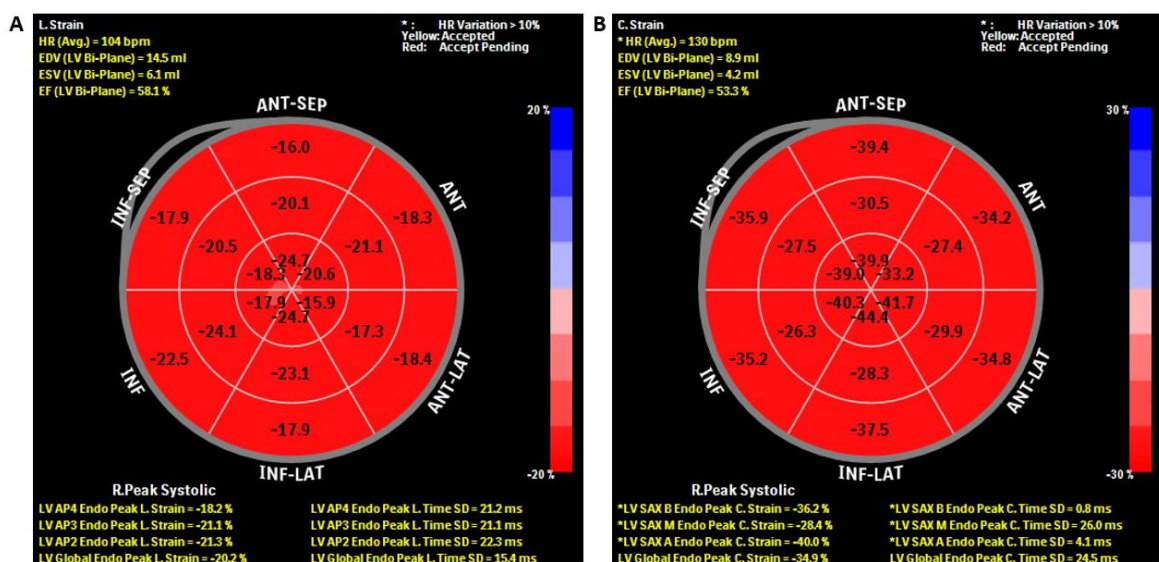 A
L. Strain
HR (Avg.) = 104 bpm
EDV (LV Bi-Plane) = 14.5 ml
ESV (LV Bi-Plane) = 6.1 ml
EF (LV Bi-Plane) = 58.1 %
* : HR Variation > 10%
Yellow: Accepted
Red: Accept Pending
20 %
ANT-SEP
-16.0
INF-SEP
ANT
-17.9
-20.1
-18.3
-20.5
-21.1
-24.7
-18.3
-20.6
-17.9
-15.9
-24.7
-24.1
-17.3
-22.5
-23.1
-18.4
INF
ANT-LAT
-17.9
INF-LAT
-20 %
R.Peak Systolic
LV AP4 Endo Peak L. Strain = -18.2 % LV AP4 Endo Peak L. Time SD = 21.2 ms
LV AP3 Endo Peak L. Strain = -21.1 % LV AP3 Endo Peak L. Time SD = 21.1 ms
LV AP2 Endo Peak L. Strain = -21.3 % LV AP2 Endo Peak L. Time SD = 22.3 ms
LV Global Endo Peak L. Strain = -20.2 % LV Global Endo Peak L. Time SD = 15.4 ms
B
C. Strain
* HR (Avg.) = 130 bpm
EDV (LV Bi-Plane) = 8.9 ml
ESV (LV Bi-Plane) = 4.2 ml
EF (LV Bi-Plane) = 53.3 %
* : HR Variation > 10%
Yellow: Accepted
Red: Accept Pending
30 %
ANT-SEP
-39.4
INF-SEP
ANT
-35.9
-30.5
-34.2
-27.5
-27.4
-39.9
-39.0
-33.2
-40.3
-41.7
-44.4
-26.3
-29.9
-35.2
-28.3
-34.8
INF
ANT-LAT
-37.5
INF-LAT
-30 %
R.Peak Systolic
*LV SAX B Endo Peak C. Strain = -36.2 % *LV SAX B Endo Peak C. Time SD = 0.8 ms
*LV SAX M Endo Peak C. Strain = -28.4 % *LV SAX M Endo Peak C. Time SD = 26.0 ms
*LV SAX A Endo Peak C. Strain = -40.0 % *LV SAX A Endo Peak C. Time SD = 4.1 ms
LV Global Endo Peak C. Strain = -34.9 % LV Global Endo Peak C. Time SD = 24.5 ms